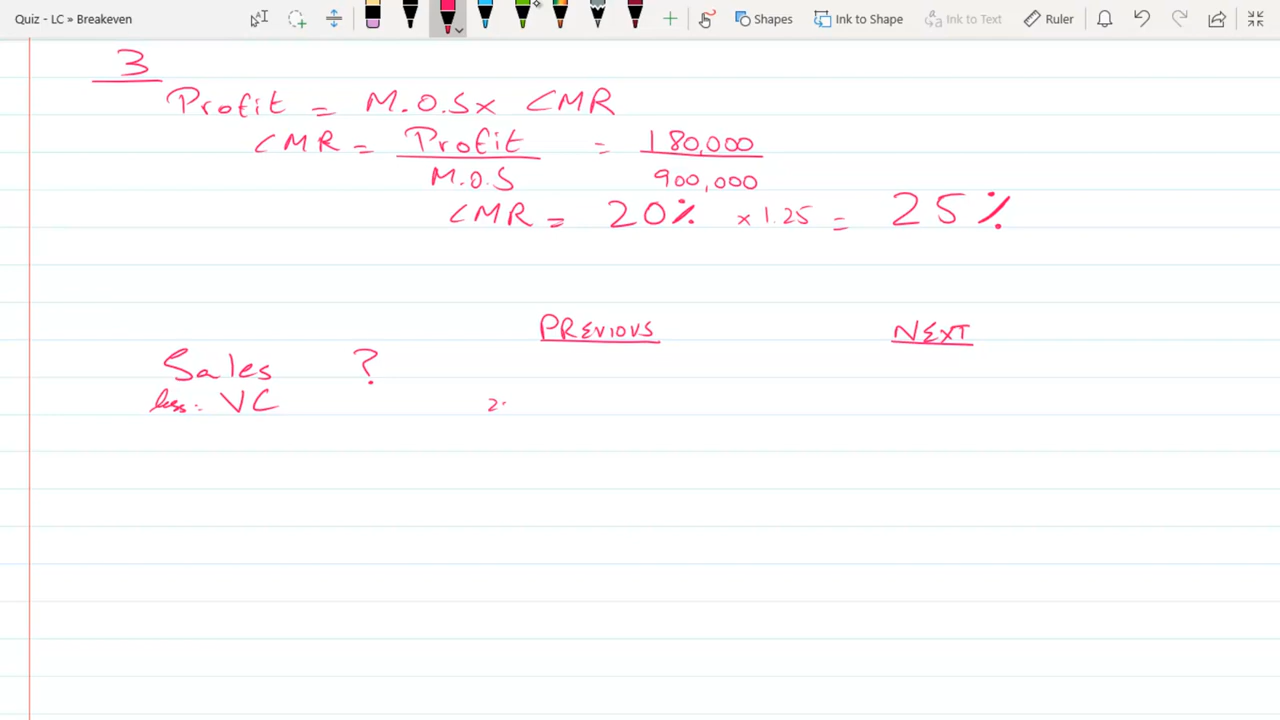 Quiz - LC » Breakeven
Shapes Ink to Shape Ink to Text Ruler
3
Profit = M.O.S x CMR
CMR = Profit / M.O.S = 180,000 / 900,000
CMR = 20% x 1.25 = 25%
PREVIOUS NEXT
Sales ?
less: VC